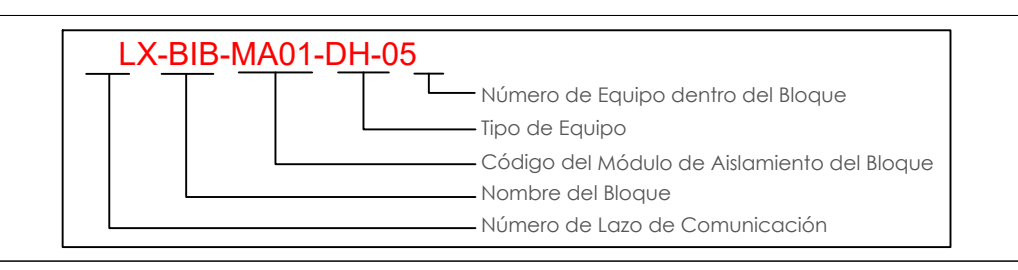 LX-BIB-MA01-DH-05
Número de Equipo dentro del Bloque
Tipo de Equipo
Código del Módulo de Aislamiento del Bloque
Nombre del Bloque
Número de Lazo de Comunicación